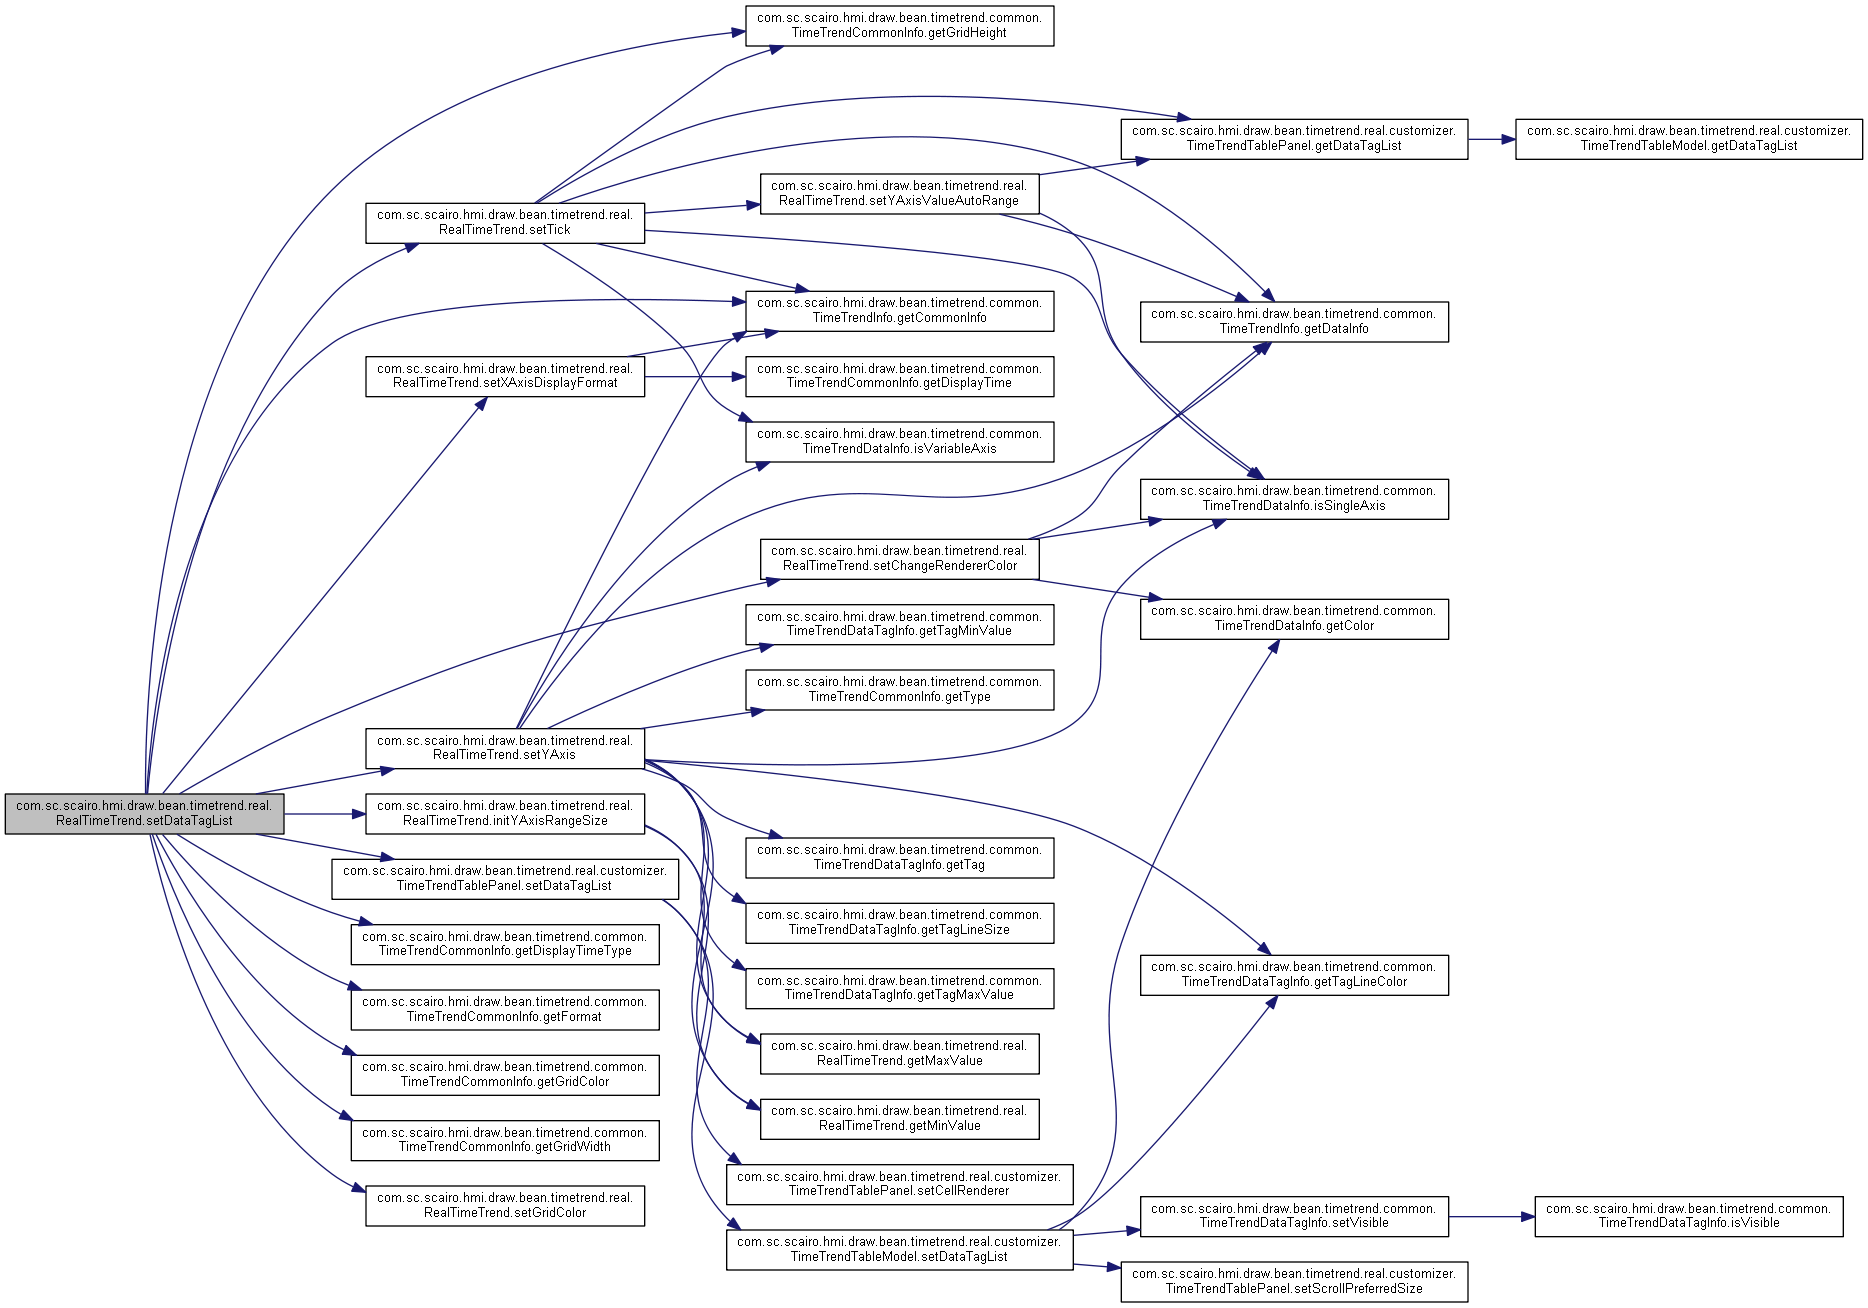 com.sc.scairo.hmi.draw.bean.timetrend.common.
TimeTrendCommonInfo.getGridHeight
com.sc.scairo.hmi.draw.bean.timetrend.real.customizer.
TimeTrendTablePanel.getDataTagList
com.sc.scairo.hmi.draw.bean.timetrend.real.customizer.
TimeTrendTableModel.getDataTagList
com.sc.scairo.hmi.draw.bean.timetrend.real.
RealTimeTrend.setYAxisValueAutoRange
com.sc.scairo.hmi.draw.bean.timetrend.real.
RealTimeTrend.setTick
com.sc.scairo.hmi.draw.bean.timetrend.common.
TimeTrendInfo.getCommonInfo
com.sc.scairo.hmi.draw.bean.timetrend.common.
TimeTrendInfo.getDataInfo
com.sc.scairo.hmi.draw.bean.timetrend.real.
RealTimeTrend.setXAxisDisplayFormat
com.sc.scairo.hmi.draw.bean.timetrend.common.
TimeTrendCommonInfo.getDisplayTime
com.sc.scairo.hmi.draw.bean.timetrend.common.
TimeTrendDataInfo.isVariableAxis
com.sc.scairo.hmi.draw.bean.timetrend.common.
TimeTrendDataInfo.isSingleAxis
com.sc.scairo.hmi.draw.bean.timetrend.real.
RealTimeTrend.setChangeRendererColor
com.sc.scairo.hmi.draw.bean.timetrend.common.
TimeTrendDataInfo.getColor
com.sc.scairo.hmi.draw.bean.timetrend.common.
TimeTrendDataTagInfo.getTagMinValue
com.sc.scairo.hmi.draw.bean.timetrend.common.
TimeTrendCommonInfo.getType
com.sc.scairo.hmi.draw.bean.timetrend.real.
RealTimeTrend.setYAxis
com.sc.scairo.hmi.draw.bean.timetrend.real.
RealTimeTrend.setDataTagList
com.sc.scairo.hmi.draw.bean.timetrend.real.
RealTimeTrend.initYAxisRangeSize
com.sc.scairo.hmi.draw.bean.timetrend.common.
TimeTrendDataTagInfo.getTag
com.sc.scairo.hmi.draw.bean.timetrend.real.customizer.
TimeTrendTablePanel.setDataTagList
com.sc.scairo.hmi.draw.bean.timetrend.common.
TimeTrendDataTagInfo.getTagLineSize
com.sc.scairo.hmi.draw.bean.timetrend.common.
TimeTrendCommonInfo.getDisplayTimeType
com.sc.scairo.hmi.draw.bean.timetrend.common.
TimeTrendDataTagInfo.getTagLineColor
com.sc.scairo.hmi.draw.bean.timetrend.common.
TimeTrendDataTagInfo.getTagMaxValue
com.sc.scairo.hmi.draw.bean.timetrend.common.
TimeTrendCommonInfo.getFormat
com.sc.scairo.hmi.draw.bean.timetrend.real.
RealTimeTrend.getMaxValue
com.sc.scairo.hmi.draw.bean.timetrend.common.
TimeTrendCommonInfo.getGridColor
com.sc.scairo.hmi.draw.bean.timetrend.real.
RealTimeTrend.getMinValue
com.sc.scairo.hmi.draw.bean.timetrend.common.
TimeTrendCommonInfo.getGridWidth
com.sc.scairo.hmi.draw.bean.timetrend.real.customizer.
TimeTrendTablePanel.setCellRenderer
com.sc.scairo.hmi.draw.bean.timetrend.real.
RealTimeTrend.setGridColor
com.sc.scairo.hmi.draw.bean.timetrend.common.
TimeTrendDataTagInfo.setVisible
com.sc.scairo.hmi.draw.bean.timetrend.common.
TimeTrendDataTagInfo.isVisible
com.sc.scairo.hmi.draw.bean.timetrend.real.customizer.
TimeTrendTableModel.setDataTagList
com.sc.scairo.hmi.draw.bean.timetrend.real.customizer.
TimeTrendTablePanel.setScrollPreferredSize